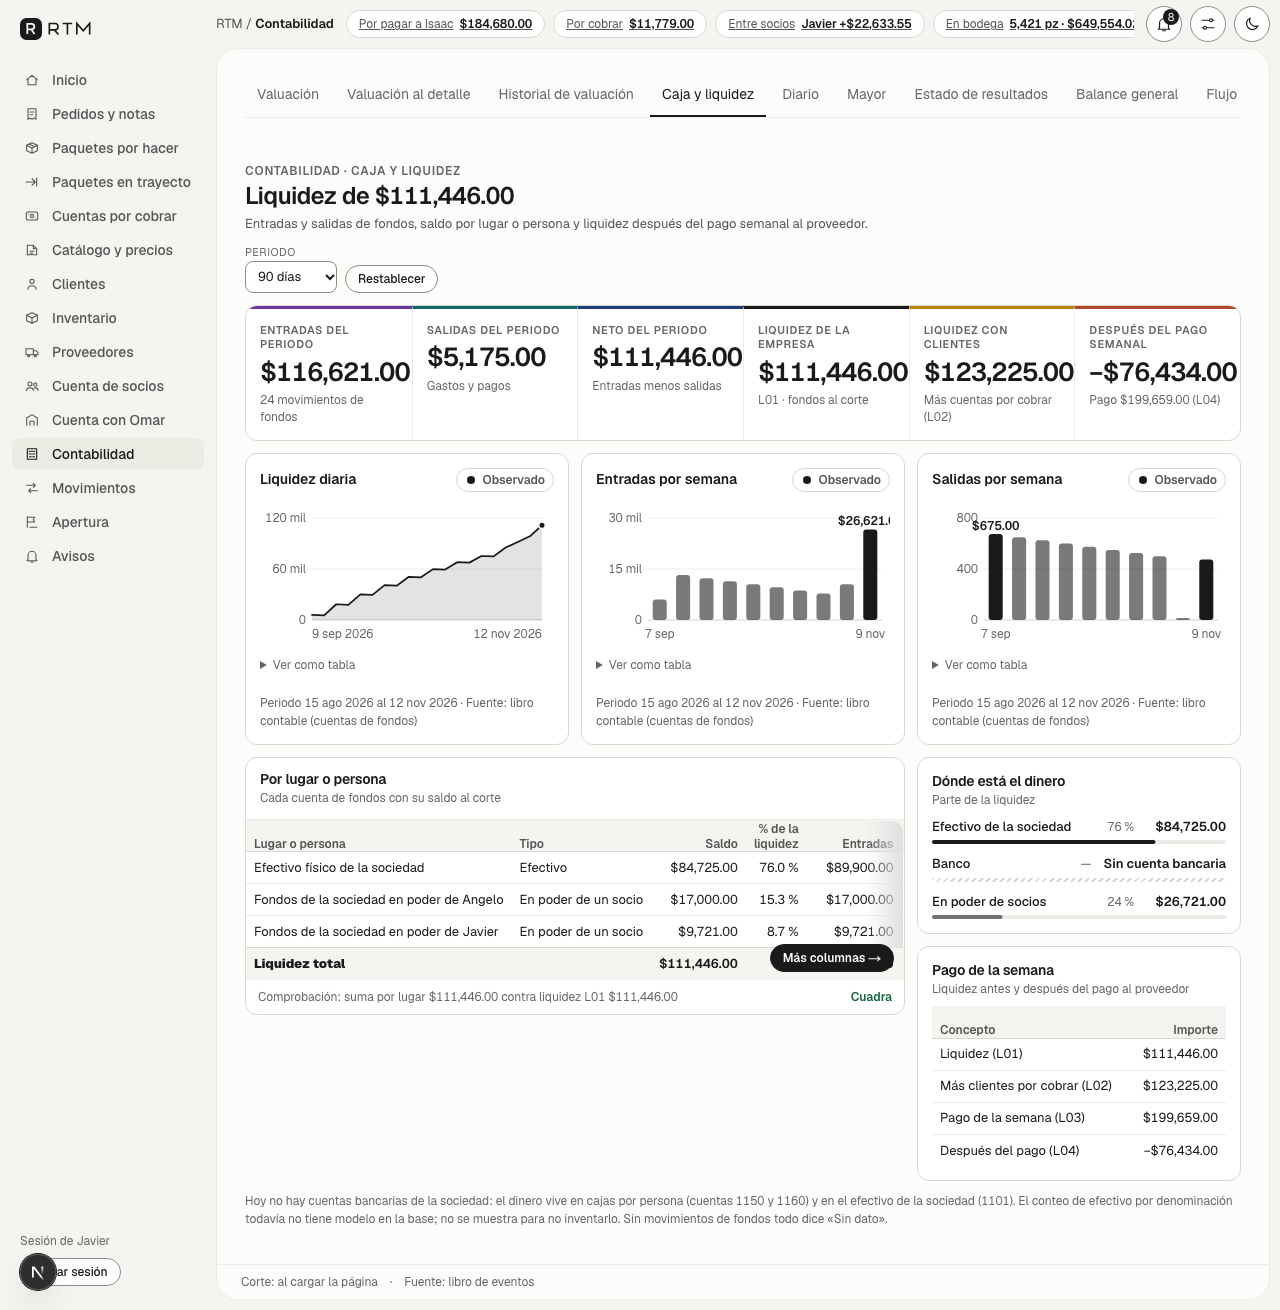 R RTM
RTM / Contabilidad
Por pagar a Isaac $184,680.00
Por cobrar $11,779.00
Entre socios Javier +$22,633.55
En bodega 5,421 pz · $649,554.0
8
Inicio
Pedidos y notas
Paquetes por hacer
Paquetes en trayecto
Cuentas por cobrar
Catálogo y precios
Clientes
Inventario
Proveedores
Cuenta de socios
Cuenta con Omar
Contabilidad
Movimientos
Apertura
Avisos
Sesión de Javier
N ar sesión
Valuación
Valuación al detalle
Historial de valuación
Caja y liquidez
Diario
Mayor
Estado de resultados
Balance general
Flujo
CONTABILIDAD · CAJA Y LIQUIDEZ
Liquidez de $111,446.00
Entradas y salidas de fondos, saldo por lugar o persona y liquidez después del pago semanal al proveedor.
PERIODO
90 días
Restablecer
ENTRADAS DEL
PERIODO
$116,621.00
24 movimientos de
fondos
SALIDAS DEL PERIODO
$5,175.00
Gastos y pagos
NETO DEL PERIODO
$111,446.00
Entradas menos salidas
LIQUIDEZ DE LA
EMPRESA
$111,446.00
L01 · fondos al corte
LIQUIDEZ CON
CLIENTES
$123,225.00
Más cuentas por cobrar
(L02)
DESPUÉS DEL PAGO
SEMANAL
−$76,434.00
Pago $199,659.00 (L04)
Liquidez diaria
Observado
120 mil
60 mil
0
9 sep 2026
12 nov 2026
Ver como tabla
Periodo 15 ago 2026 al 12 nov 2026 · Fuente: libro
contable (cuentas de fondos)
Entradas por semana
Observado
30 mil
$26,621.
15 mil
0
7 sep
9 nov
Ver como tabla
Periodo 15 ago 2026 al 12 nov 2026 · Fuente: libro
contable (cuentas de fondos)
Salidas por semana
Observado
800
$675.00
400
0
7 sep
9 nov
Ver como tabla
Periodo 15 ago 2026 al 12 nov 2026 · Fuente: libro
contable (cuentas de fondos)
Por lugar o persona
Cada cuenta de fondos con su saldo al corte
Lugar o persona Tipo Saldo % de la liquidez Entradas
Efectivo físico de la sociedad Efectivo $84,725.00 76.0 % $89,900.00
Fondos de la sociedad en poder de Angelo En poder de un socio $17,000.00 15.3 % $17,000.00
Fondos de la sociedad en poder de Javier En poder de un socio $9,721.00 8.7 % $9,721.00
Liquidez total $111,446.00
Más columnas →
Comprobación: suma por lugar $111,446.00 contra liquidez L01 $111,446.00 Cuadra
Dónde está el dinero
Parte de la liquidez
Efectivo de la sociedad 76 % $84,725.00
Banco — Sin cuenta bancaria
En poder de socios 24 % $26,721.00
Pago de la semana
Liquidez antes y después del pago al proveedor
Concepto Importe
Liquidez (L01) $111,446.00
Más clientes por cobrar (L02) $123,225.00
Pago de la semana (L03) $199,659.00
Después del pago (L04) −$76,434.00
Hoy no hay cuentas bancarias de la sociedad: el dinero vive en cajas por persona (cuentas 1150 y 1160) y en el efectivo de la sociedad (1101). El conteo de efectivo por denominación
todavía no tiene modelo en la base; no se muestra para no inventarlo. Sin movimientos de fondos todo dice «Sin dato».
Corte: al cargar la página · Fuente: libro de eventos